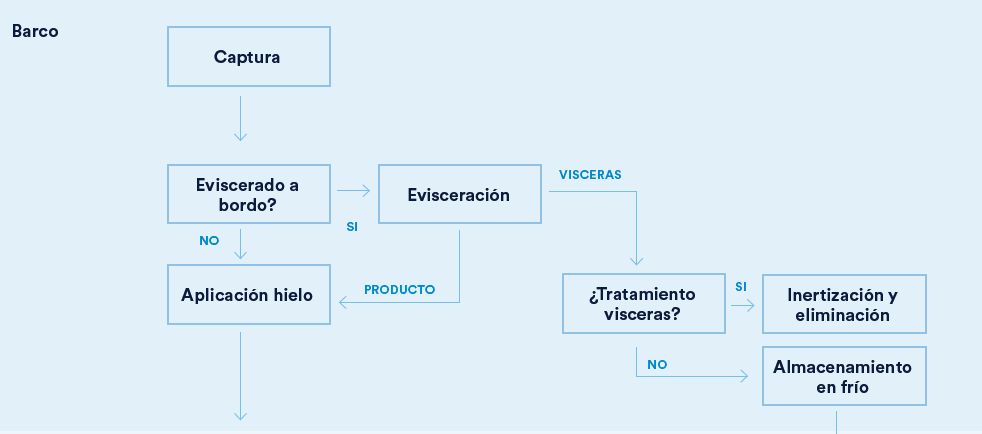 Barco
Captura
Eviscerado a
bordo?
SI
Evisceración
VISCERAS
NO
Aplicación hielo
PRODUCTO
¿Tratamiento
visceras?
SI
Inertización y
eliminación
NO
Almacenamiento
en frío